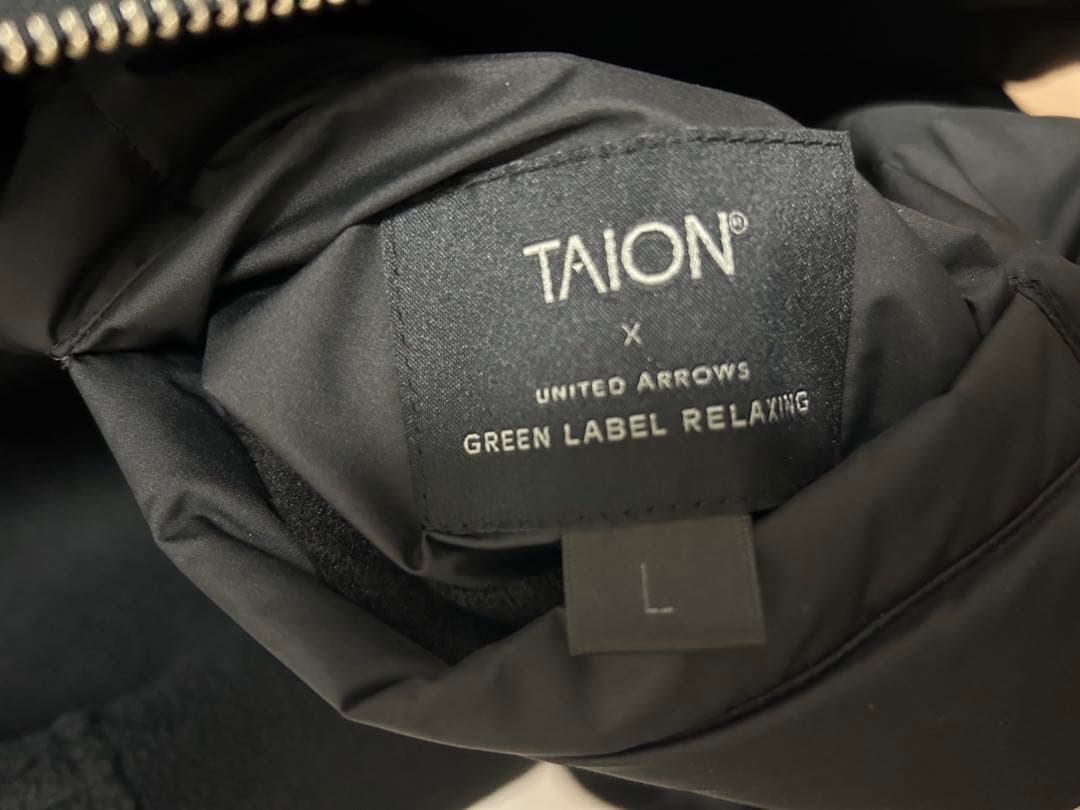 TAION®
X
UNITED ARROWS
GREEN LABEL RELAXING
L